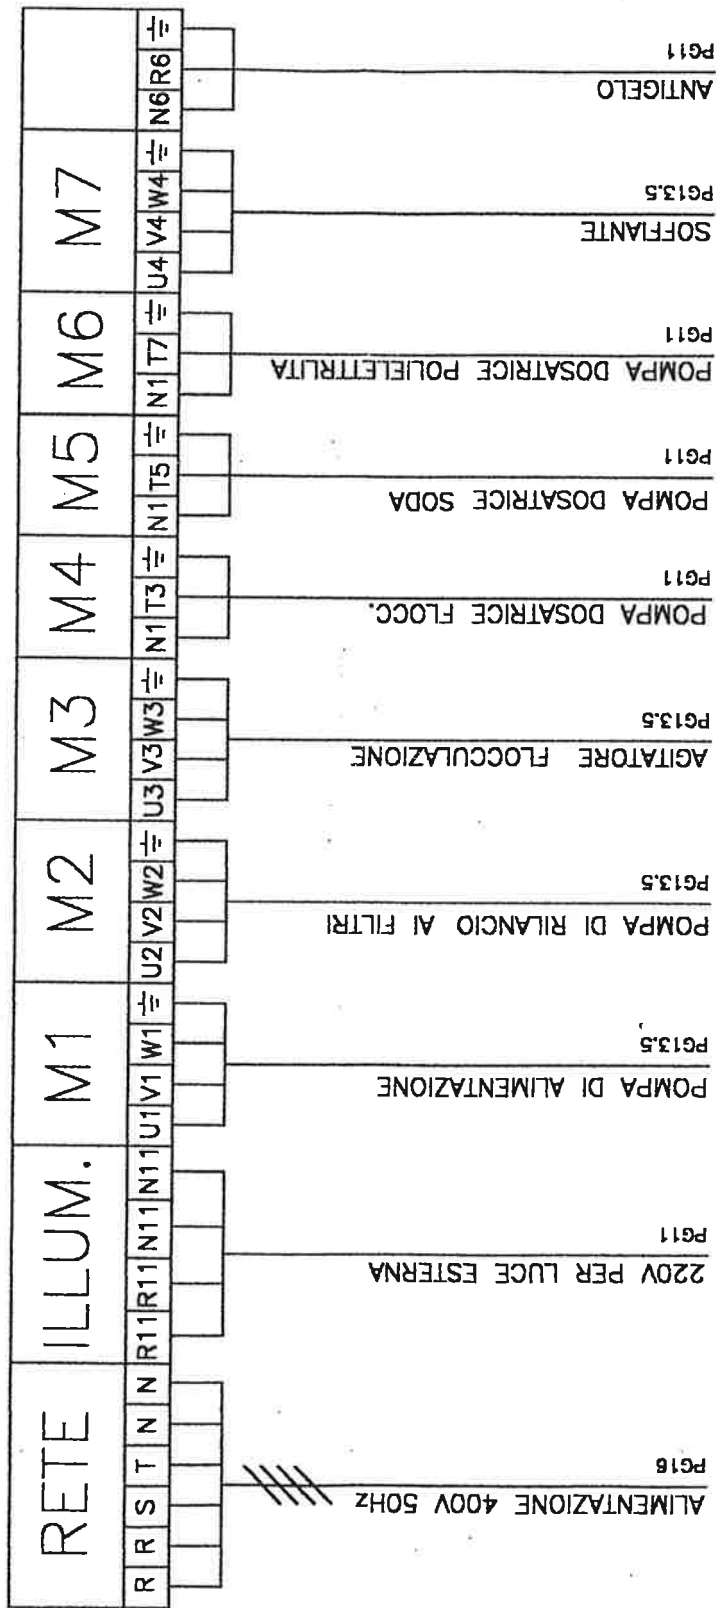 RETE
R R S T N N
ALIMENTAZIONE 400V 50Hz
PG16
ILLUM.
R11 R11 N11 N11
220V PER LUCE ESTERNA
PG11
M1
U1 V1 W1
POMPA DI ALIMENTAZIONE
PG13.5
M2
U2 V2 W2
POMPA DI RILANCIO AI FILTRI
PG13.5
M3
U3 V3 W3
AGITATORE FLOCCULAZIONE
PG13.5
M4
N1 T3
POMPA DOSATRICE FLOCC.
PG11
M5
N1 T5
POMPA DOSATRICE SODA
PG11
M6
N1 T7
POMPA DOSATRICE POLIELETTRLITA
PG11
M7
U4 V4 W4
SOFFIANTE
PG13.5
N6 R6
ANTIGELO
PG11